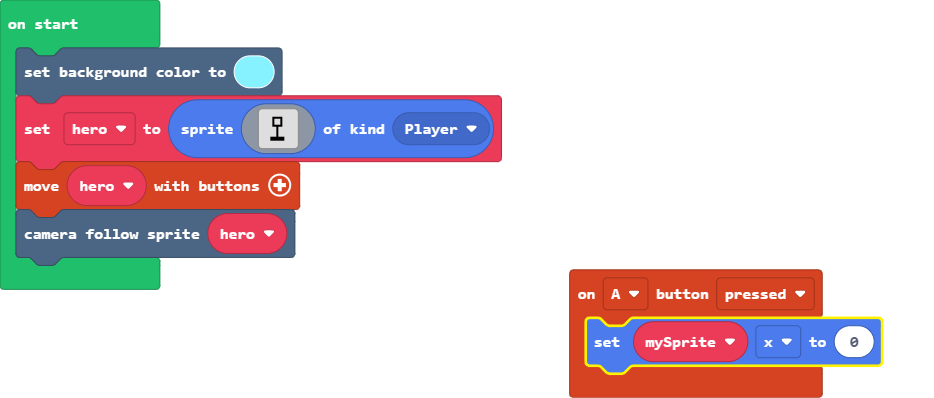 on start
set background color to
set hero to sprite of kind Player
move hero with buttons
camera follow sprite hero
on A button pressed
set mySprite x to 0